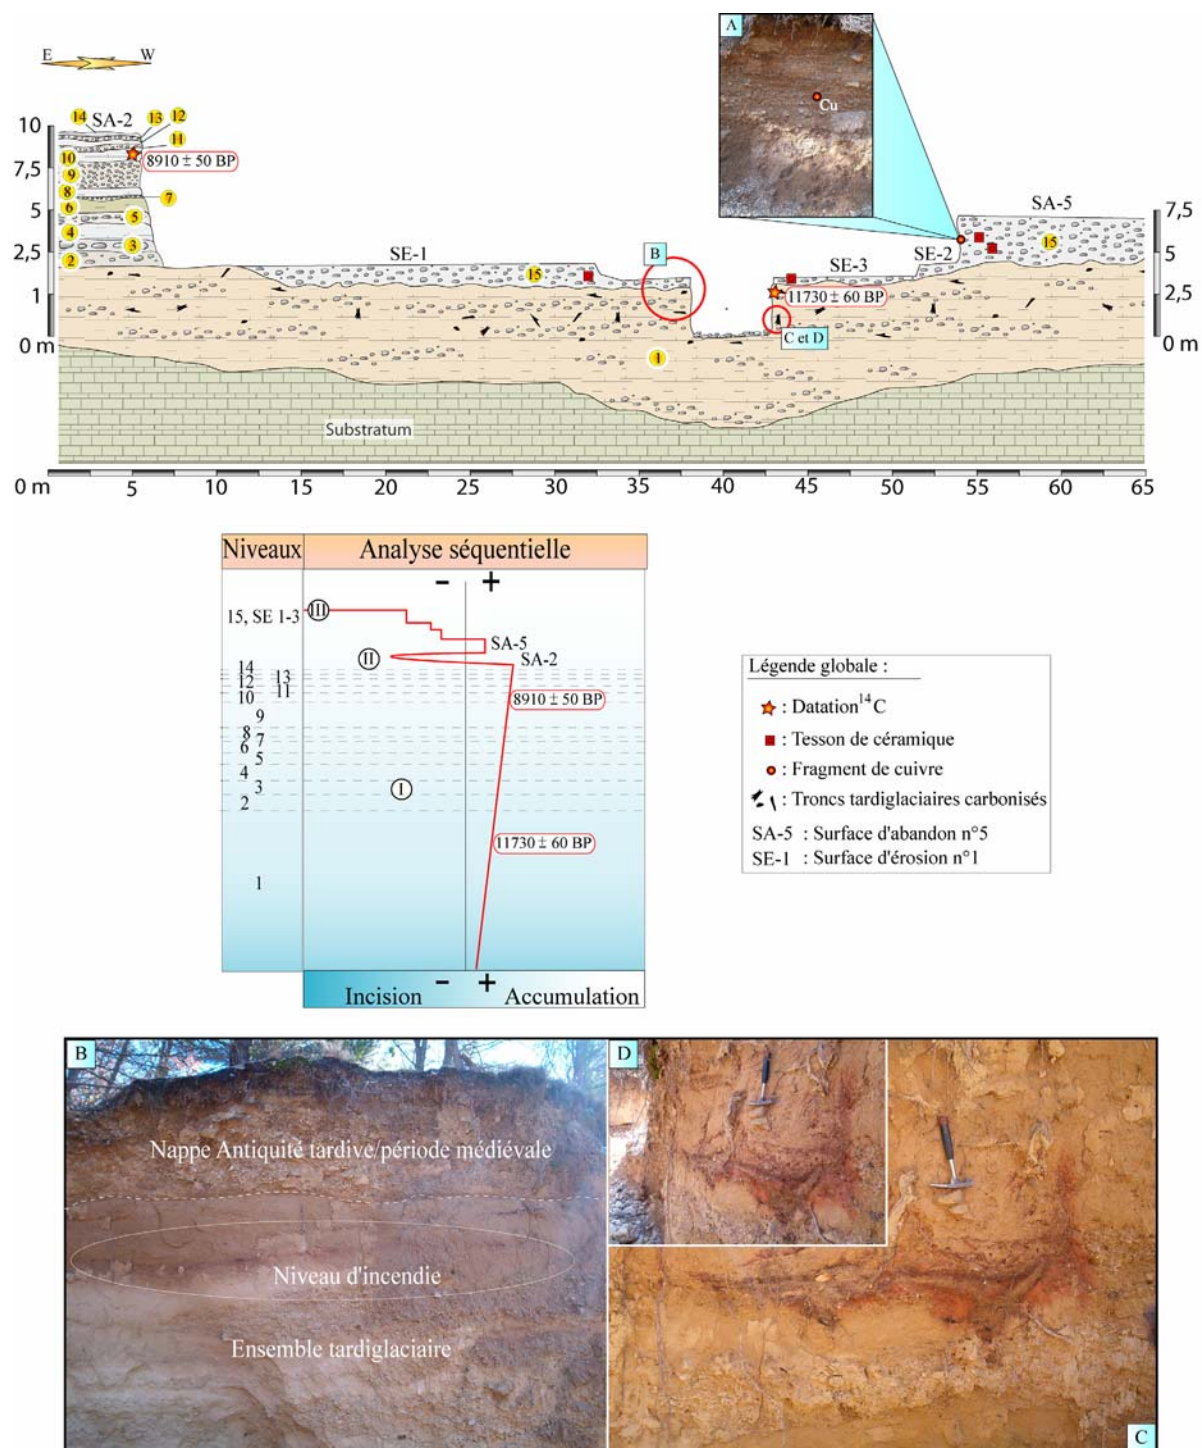 A
E W
Cu
14 SA-2 13 12
11
10
8910 ± 50 BP
10
7,5
9
8
7
5
6
5
4
3
2,5
2
1
0 m
SE-1
15
B
SA-5
7,5
15
5
SE-2
SE-3
11730 ± 60 BP
2,5
C et D
0 m
1
Substratum
0 m 5 10 15 20 25 30 35 40 45 50 55 60 65
Niveaux Analyse séquentielle
- +
15, SE 1-3 III
SA-5
II SA-2
14
12 13
10 11
8910 ± 50 BP
9
8
6 7
5
4
3 I
2
11730 ± 60 BP
1
- +
Incision Accumulation
Légende globale :
: Datation 14C
: Tesson de céramique
: Fragment de cuivre
: Troncs tardiglaciaires carbonisés
SA-5 : Surface d'abandon n°5
SE-1 : Surface d'érosion n°1
B
Nappe Antiquité tardive/période médiévale
Niveau d'incendie
Ensemble tardiglaciaire
D
C